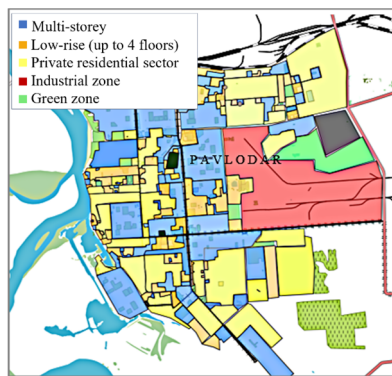 Multi-storey
Low-rise (up to 4 floors)
Private residential sector
Industrial zone
Green zone
PAVLODAR